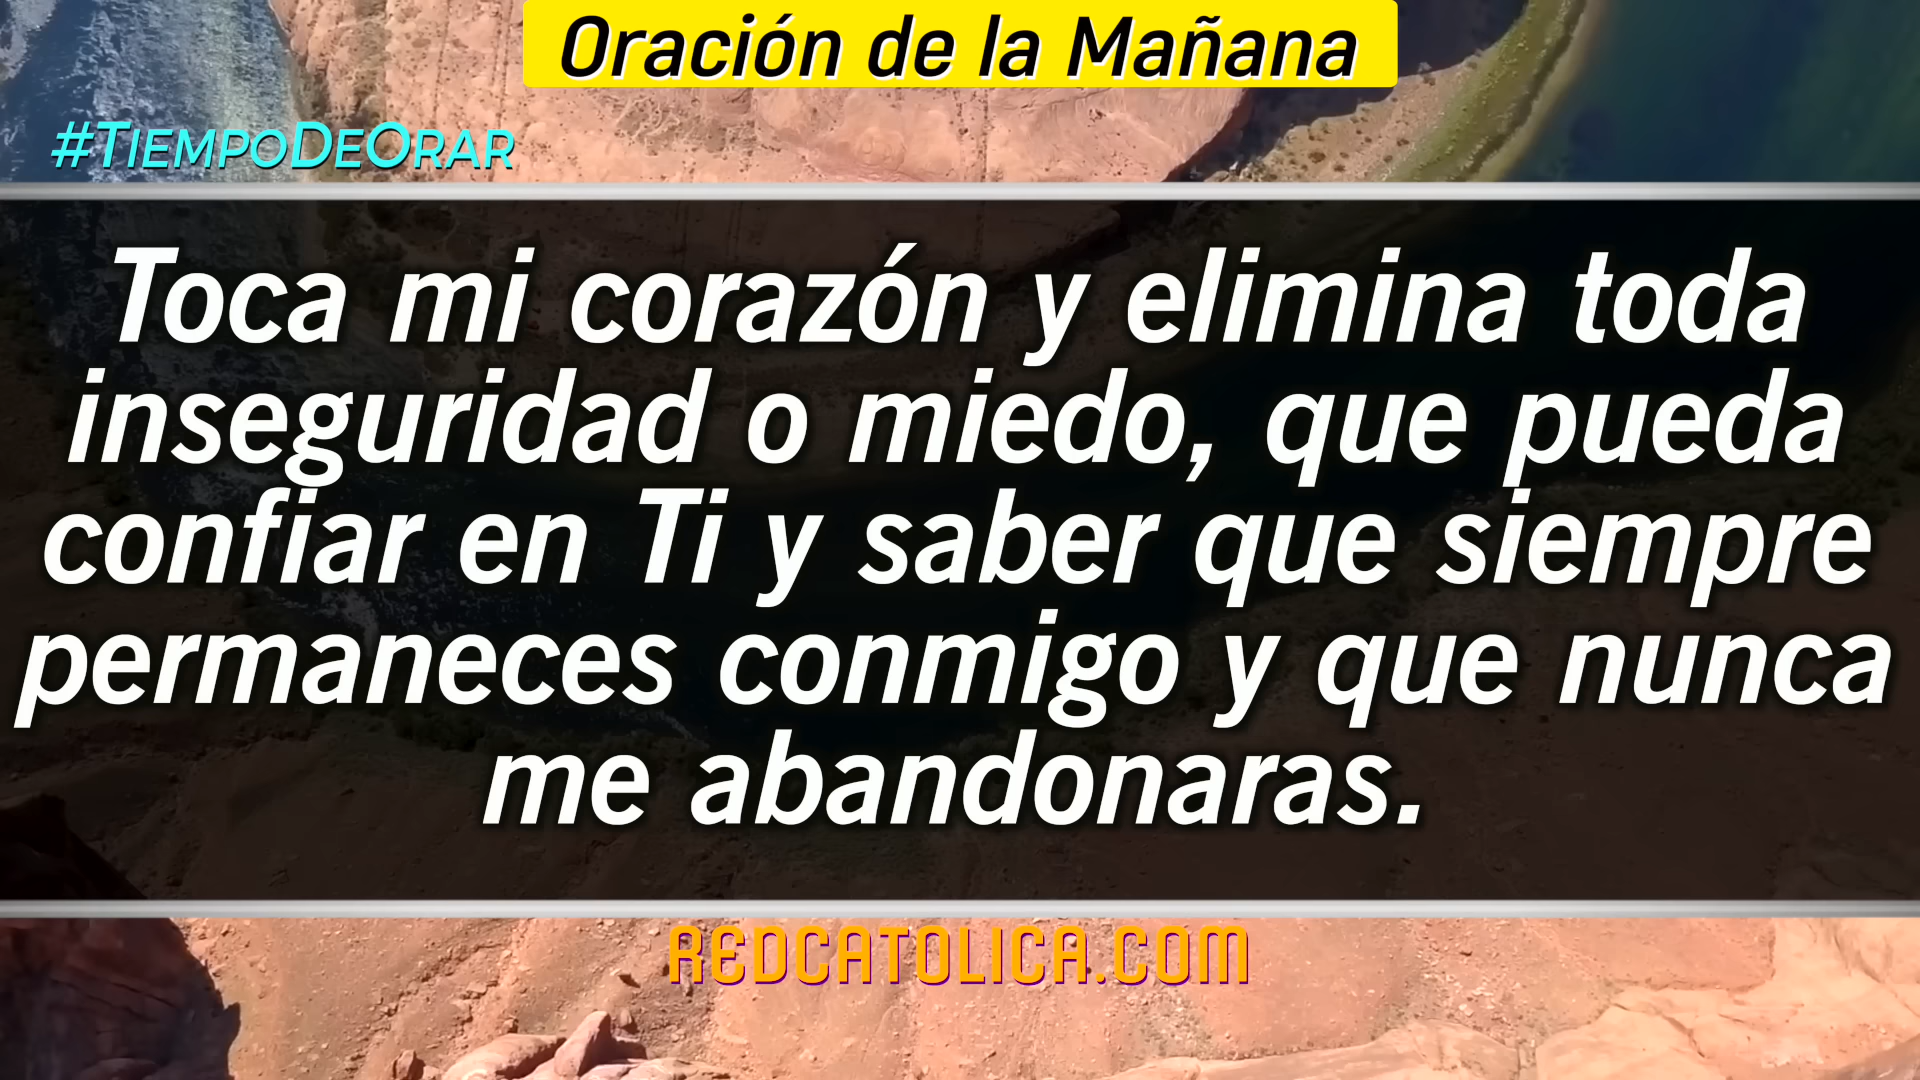 Oración de la Mañana
#TiempoDeOrar
Toca mi corazón y elimina toda
inseguridad o miedo, que pueda
confiar en Ti y saber que siempre
permaneces conmigo y que nunca
me abandonaras.
REDCATOLICA.COM